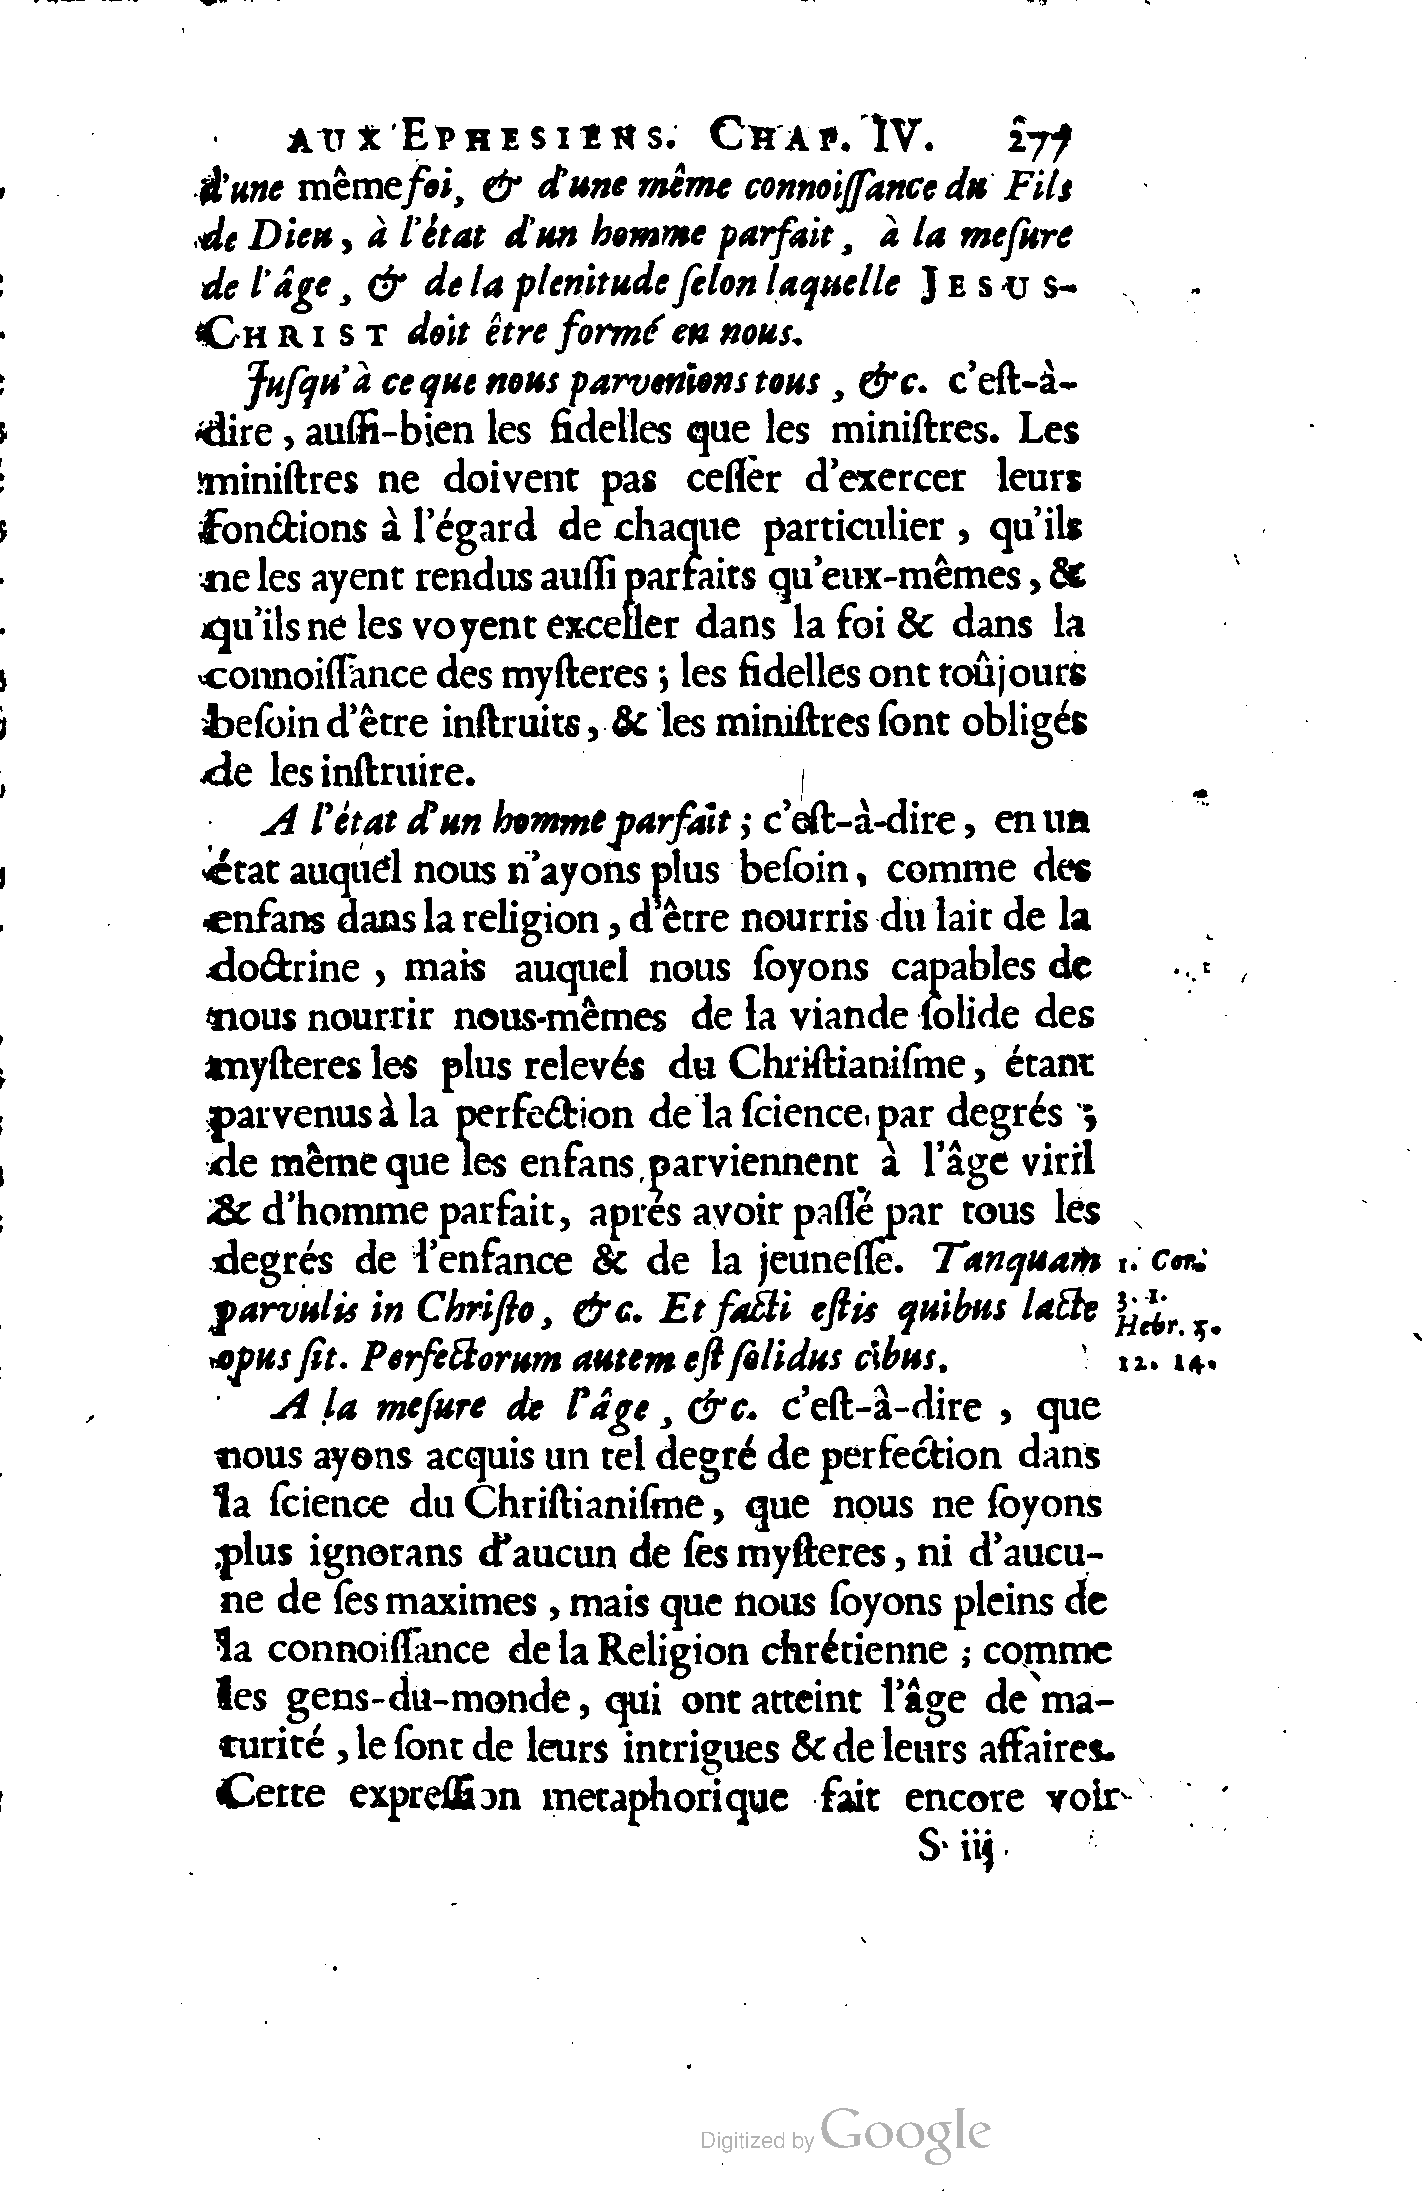 AUX EPHESIENS. CHAP. IV. 277
d'une même foi, & d'une même connoiſſance du Fils
de Dieu, à l'état d'un homme parfait, à la meſure
de l'âge, & de la plenitude ſelon laquelle JESUS-
CHRIST doit être formé en nous.
Juſqu'à ce que nous parvenions tous, &c. c'eſt-à-
dire, auſſi-bien les fidelles que les miniſtres. Les
miniſtres ne doivent pas ceſſer d'exercer leurs
fonctions à l'égard de chaque particulier, qu'ils
ne les ayent rendus auſſi parfaits qu'eux-mêmes, &
qu'ils ne les voyent exceller dans la foi & dans la
connoiſſance des myſteres; les fidelles ont toûjours
beſoin d'être inſtruits, & les miniſtres ſont obligés
de les inſtruire.
A l'état d'un homme parfait; c'eſt-à-dire, en un
état auquel nous n'ayons plus beſoin, comme des
enfans dans la religion, d'être nourris du lait de la
doctrine, mais auquel nous ſoyons capables de
nous nourrir nous-mêmes de la viande ſolide des
myſteres les plus relevés du Chriſtianiſme, étant
parvenus à la perfection de la ſcience par degrés;
de même que les enfans parviennent à l'âge viril
& d'homme parfait, aprés avoir paſſé par tous les
degrés de l'enfance & de la jeuneſſe. Tanquam
parvulis in Chriſto, &c. Et facti eſtis quibus lacte
opus ſit. Perfectorum autem eſt ſolidus cibus.
1. Cor.
3. 1.
Hebr. 5.
12. 14.
A la meſure de l'âge, &c. c'eſt-à-dire, que
nous ayons acquis un tel degré de perfection dans
la ſcience du Chriſtianiſme, que nous ne ſoyons
plus ignorans d'aucun de ſes myſteres, ni d'aucu-
ne de ſes maximes, mais que nous ſoyons pleins de
la connoiſſance de la Religion chrétienne; comme
les gens-du-monde, qui ont atteint l'âge de ma-
turité, le ſont de leurs intrigues & de leurs affaires.
Cette expreſſion metaphorique fait encore voir
S iij
Digitized by Google